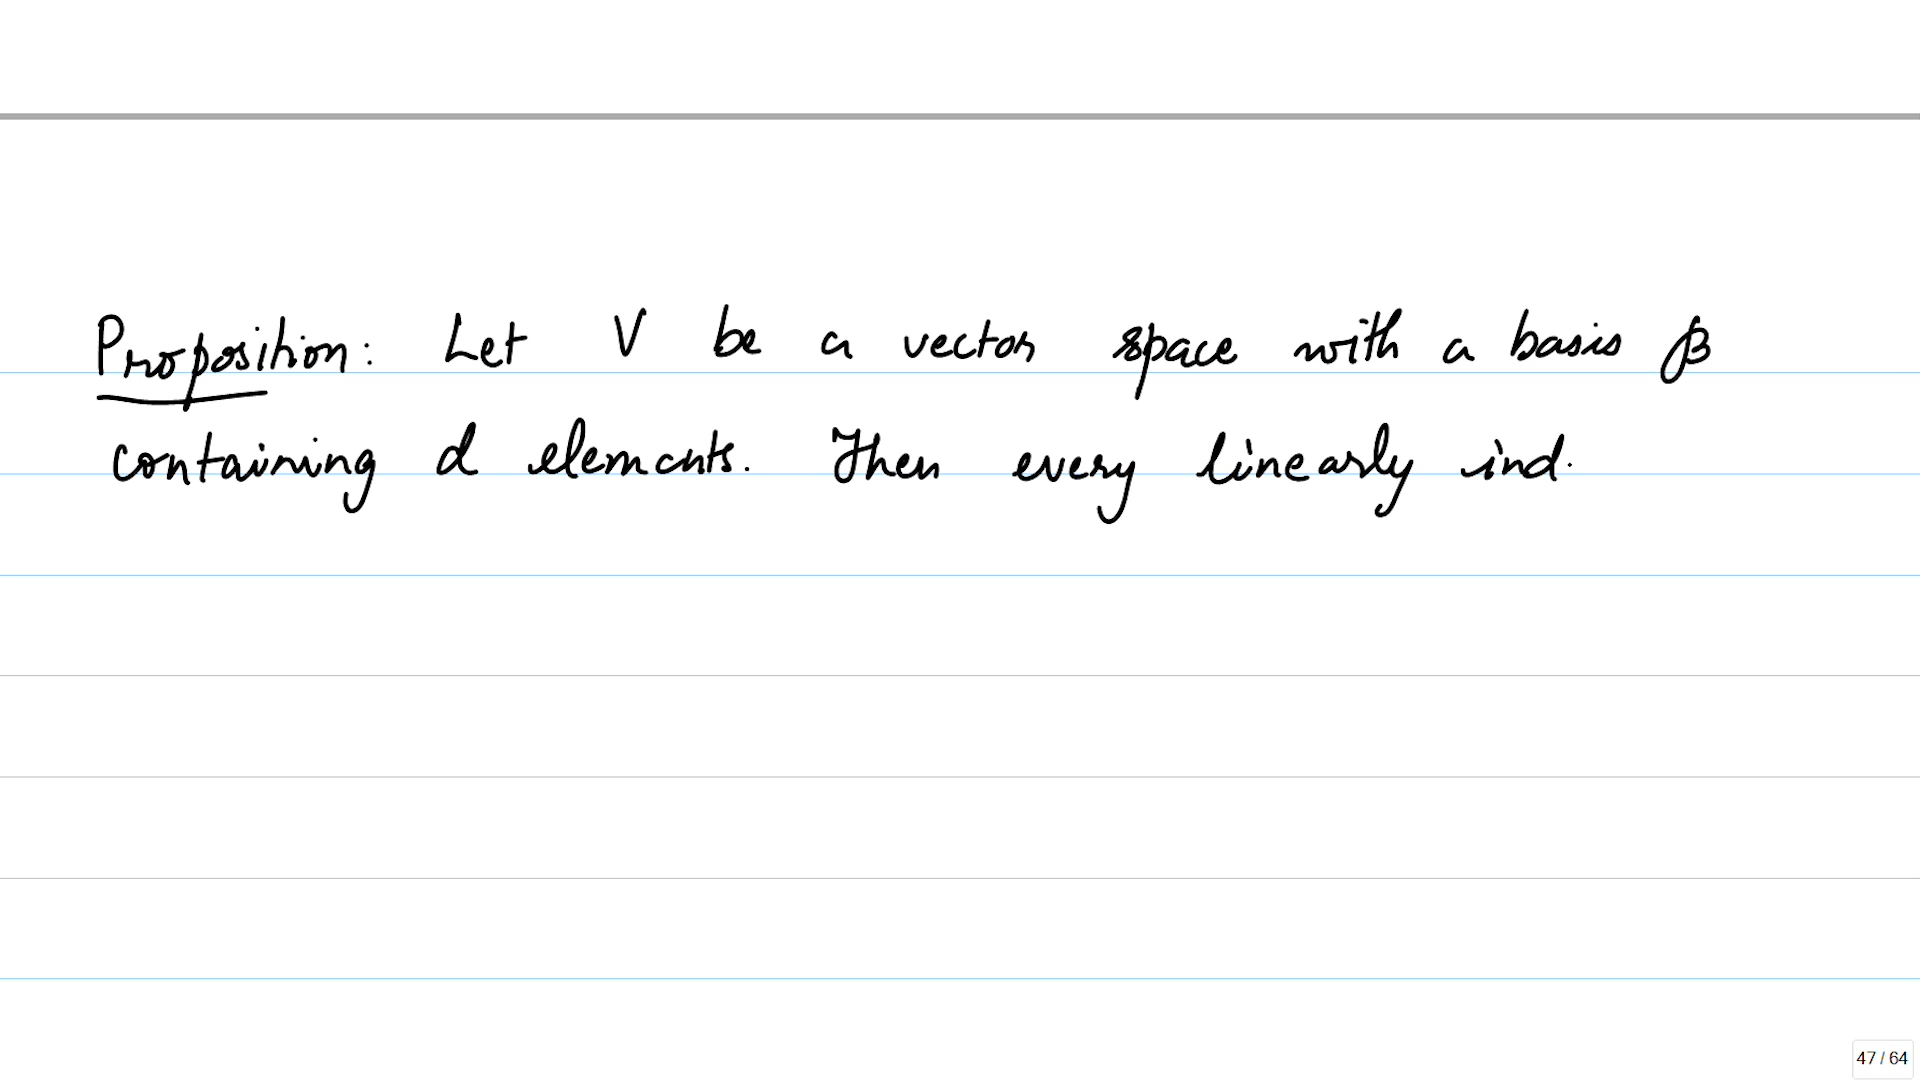 Proposition: Let V be a vector space with a basis β
containing d elements. Then every linearly ind.
47 / 64